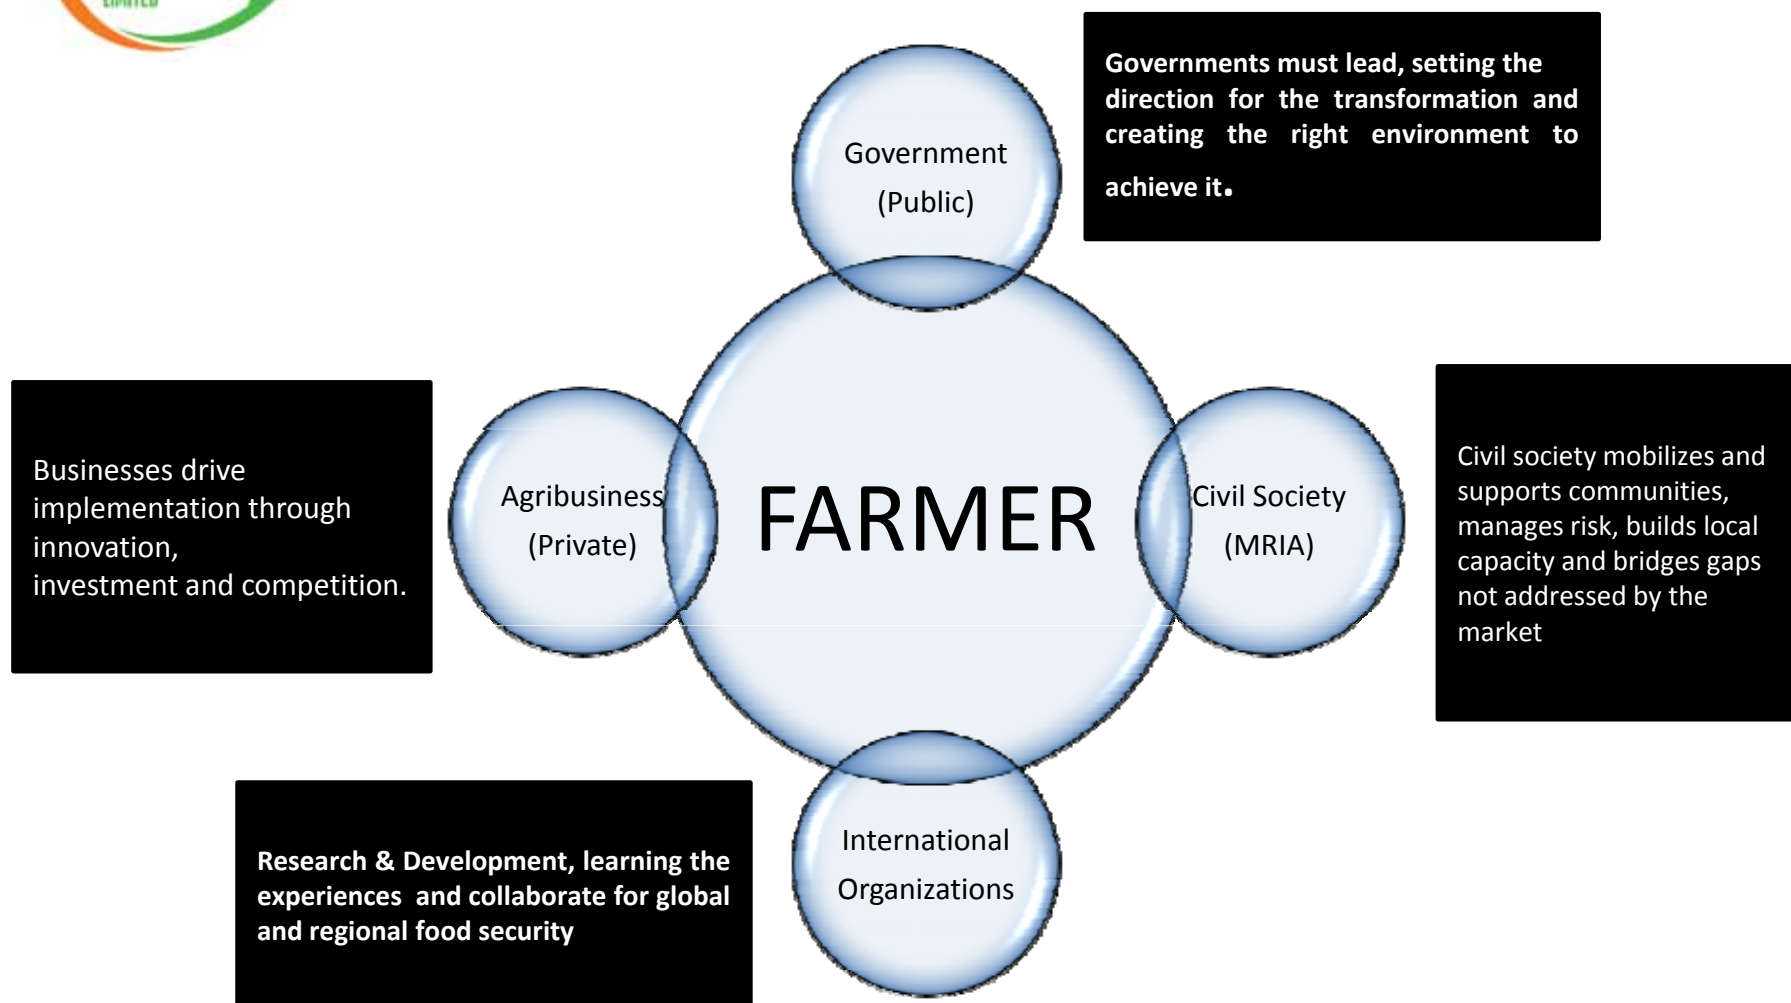 LIMITED
Governments must lead, setting the
direction for the transformation and
creating the right environment to
achieve it.
Government
(Public)
Businesses drive
implementation through
innovation,
investment and competition.
Agribusiness
(Private)
FARMER
Civil Society
(MRIA)
Civil society mobilizes and
supports communities,
manages risk, builds local
capacity and bridges gaps
not addressed by the
market
International
Organizations
Research & Development, learning the
experiences and collaborate for global
and regional food security